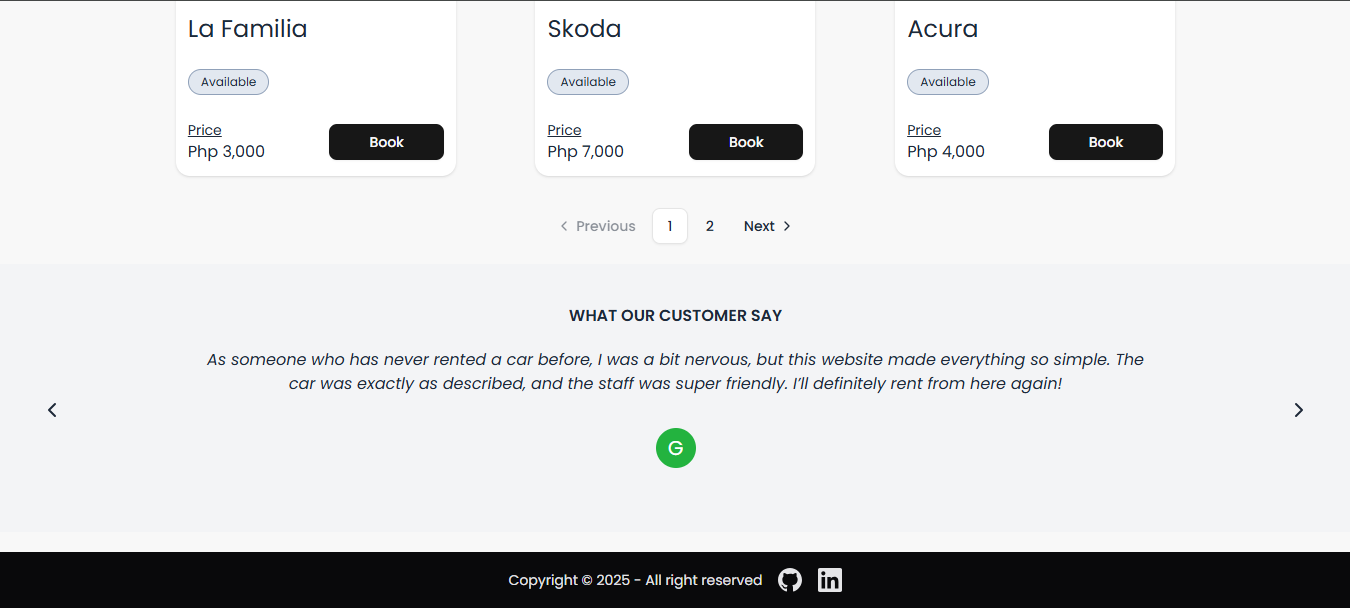 La Familia
Skoda
Acura
Available
Available
Available
Price
Php 3,000
Book
Price
Php 7,000
Book
Price
Php 4,000
Book
Previous
1
2
Next
WHAT OUR CUSTOMER SAY
As someone who has never rented a car before, I was a bit nervous, but this website made everything so simple. The
car was exactly as described, and the staff was super friendly. I’ll definitely rent from here again!
G
Copyright © 2025 - All right reserved
in